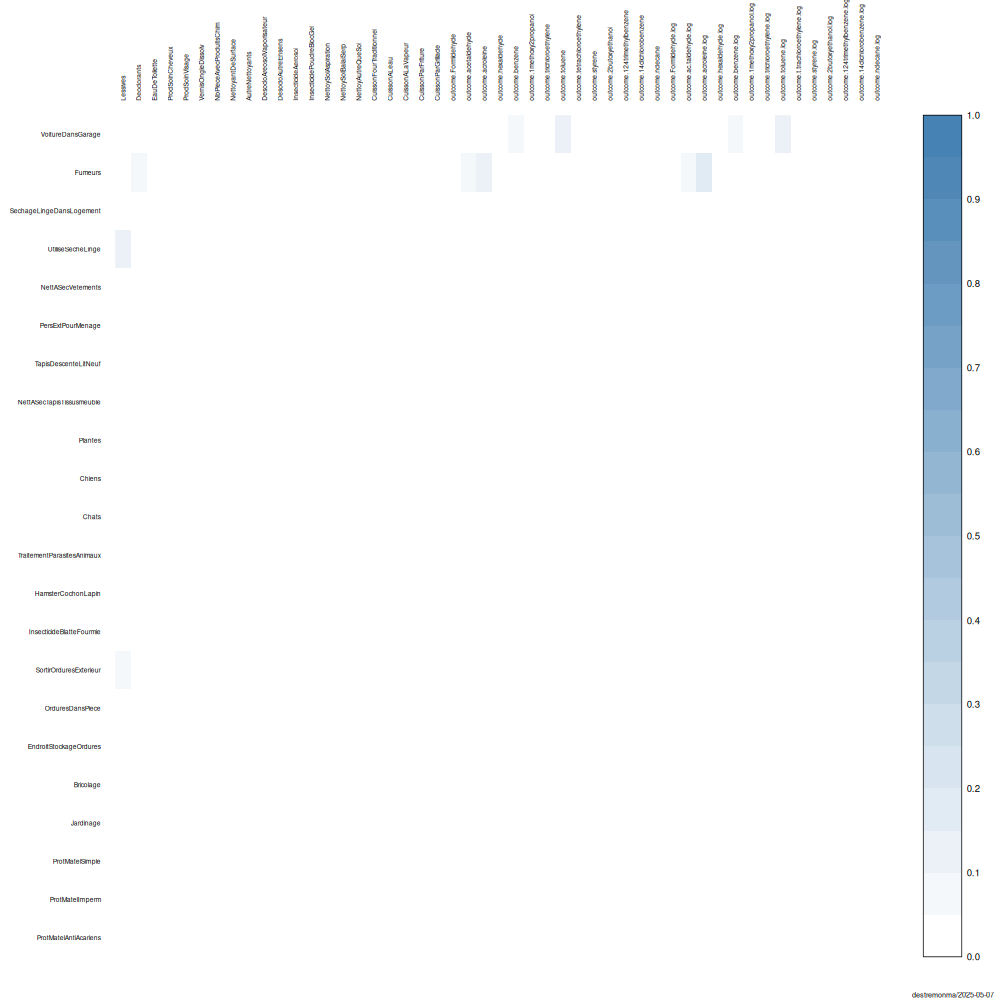 Lessives
Deodorants
EauDeToilette
ProdSoinCheveux
ProdSoinVisage
VernisOngleDissolv
NbPieceAvecProduitsChim
NettoyantDeSurface
AutreNettoyants
DesodoAerosolVaporisateur
DesodoAutreEncens
InsecticideAerosol
InsecticidePoudreBlocGel
NettoySolAspiration
NettoySolBalaiSerp
NettoyAutreQueSol
CuissonFourTraditionnel
CuissonALeau
CuissonALaVapeur
CuissonParFriture
CuissonParGrillade
outcome.Formldehyde
outcome.acetaldehyde
outcome.acroleine
outcome.hexaldehyde
outcome.benzene
outcome.1methoxy2propanol
outcome.trichloroethylene
outcome.toluene
outcome.tetrachloroethylene
outcome.styrene
outcome.2butoxyethanol
outcome.124trimethylbenzene
outcome.14dichlorobenzene
outcome.ndecane
outcome.Formldehyde.log
outcome.ac.taldehyde.log
outcome.acroleine.log
outcome.hexaldehyde.log
outcome.benzene.log
outcome.1methoxy2propanol.log
outcome.trichloroethylene.log
outcome.toluene.log
outcome.t.trachloroethylene.log
outcome.styrene.log
outcome.2butoxyethanol.log
outcome.124trimethylbenzene.log
outcome.14dichlorobenzene.log
outcome.ndecane.log
VoitureDansGarage
Fumeurs
SechageLingeDansLogement
UtiliseSecheLinge
NettASecVetements
PersExtPourMenage
TapisDescenteLitNeuf
NettASecTapisTissusmeuble
Plantes
Chiens
Chats
TraitementParasitesAnimaux
HamsterCochonLapin
InsecticideBlatteFourmie
SortirOrduresExterieur
OrduresDansPiece
EndroitStockageOrdures
Bricolage
Jardinage
ProtMatelSimple
ProtMatelImperm
ProtMatelAntiAcariens
1.0
0.9
0.8
0.7
0.6
0.5
0.4
0.3
0.2
0.1
0.0
destremonma/2025-05-07